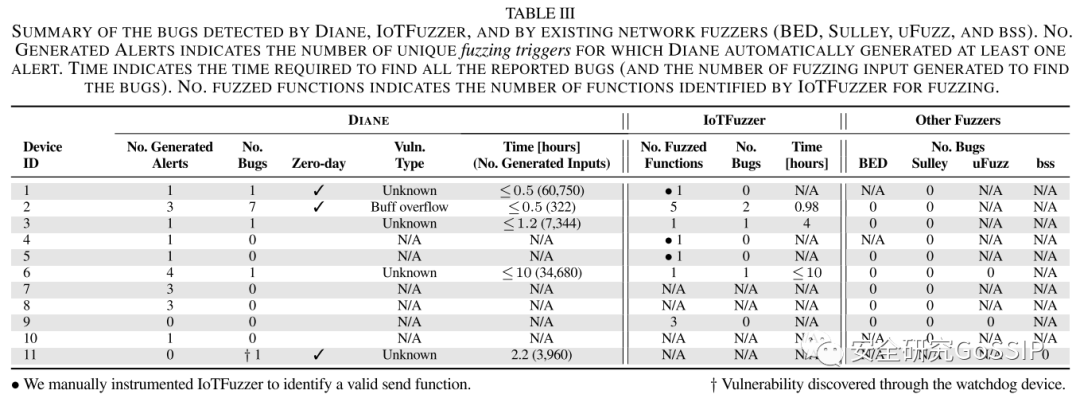 TABLE III
SUMMARY OF THE BUGS DETECTED BY DIANE, IOTFUZZER, AND BY EXISTING NETWORK FUZZERS (BED, SULLEY, UFUZZ, AND BSS). NO.
GENERATED ALERTS INDICATES THE NUMBER OF UNIQUE fuzzing triggers FOR WHICH DIANE AUTOMATICALLY GENERATED AT LEAST ONE
ALERT. TIME INDICATES THE TIME REQUIRED TO FIND ALL THE REPORTED BUGS (AND THE NUMBER OF FUZZING INPUT GENERATED TO FIND
THE BUGS). NO. FUZZED FUNCTIONS INDICATES THE NUMBER OF FUNCTIONS IDENTIFIED BY IOTFUZZER FOR FUZZING.
DIANE IoTFuzzer Other Fuzzers
Device No. Generated No. Vuln. Time [hours] No. Fuzzed No. Time No. Bugs
ID Alerts Bugs Zero-day Type (No. Generated Inputs) Functions Bugs [hours] BED Sulley uFuzz bss
1 1 1 ✓ Unknown ≤ 0.5 (60,750) • 1 0 N/A N/A 0 N/A N/A
2 3 7 ✓ Buff overflow ≤ 0.5 (322) 5 2 0.98 0 0 N/A N/A
3 1 1 Unknown ≤ 1.2 (7,344) 1 1 4 0 0 N/A N/A
4 1 0 N/A N/A • 1 0 N/A N/A 0 N/A N/A
5 1 0 N/A N/A • 1 0 N/A 0 0 N/A N/A
6 4 1 Unknown ≤ 10 (34,680) 1 1 ≤ 10 0 0 0 N/A
7 3 0 N/A N/A N/A N/A N/A 0 0 N/A N/A
8 3 0 N/A N/A N/A N/A N/A 0 0 N/A N/A
9 0 0 N/A N/A 3 0 N/A 0 0 0 N/A
10 1 0 N/A N/A N/A N/A N/A 0 0 N/A N/A
11 0 † 1 ✓ Unknown 2.2 (3,960) N/A N/A N/A N/A N/A N/A 0
安全研究GoSSIP
• We manually instrumented IoTFuzzer to identify a valid send function. † Vulnerability discovered through the watchdog device.